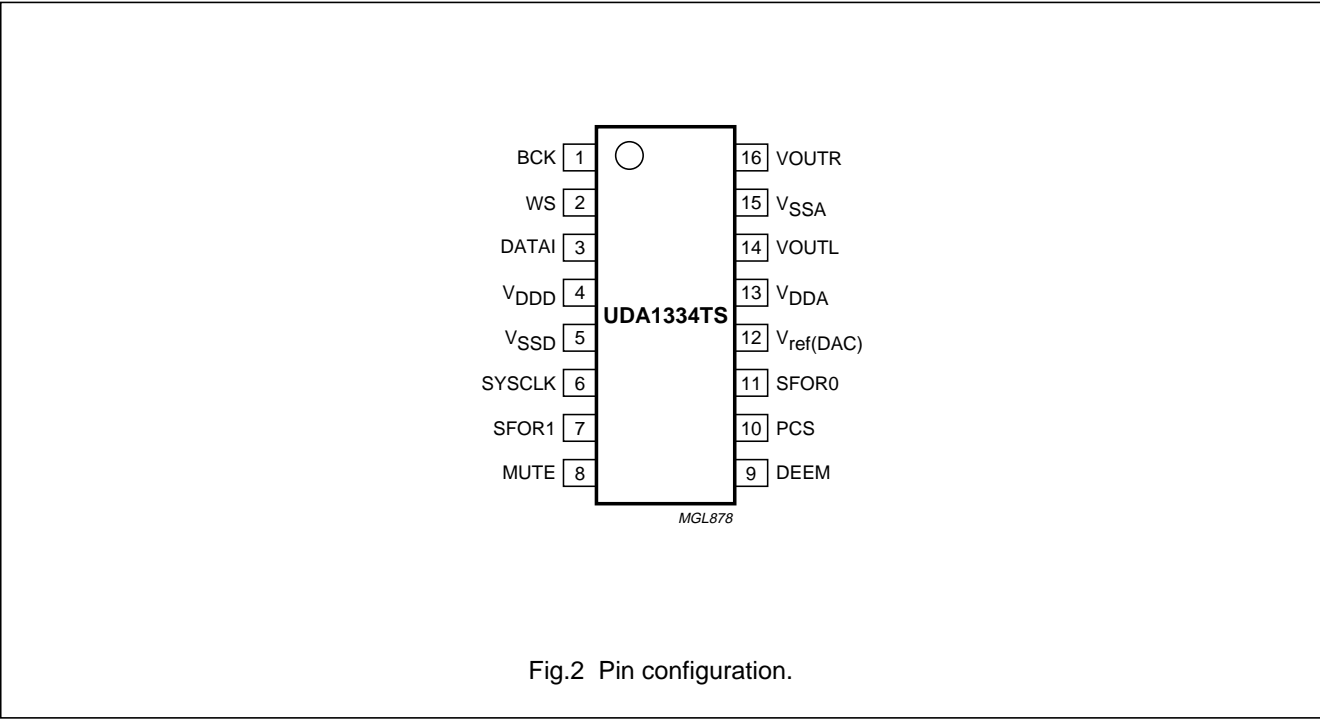 BCK 1 16 VOUTR
WS 2 15 VSSA
DATAI 3 14 VOUTL
VDDD 4 13 VDDA
UDA1334TS
VSSD 5 12 Vref(DAC)
SYSCLK 6 11 SFOR0
SFOR1 7 10 PCS
MUTE 8 9 DEEM
MGL878
Fig.2 Pin configuration.